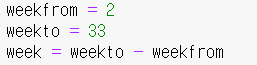 weekfrom = 2
weekto = 33
week = weekto - weekfrom